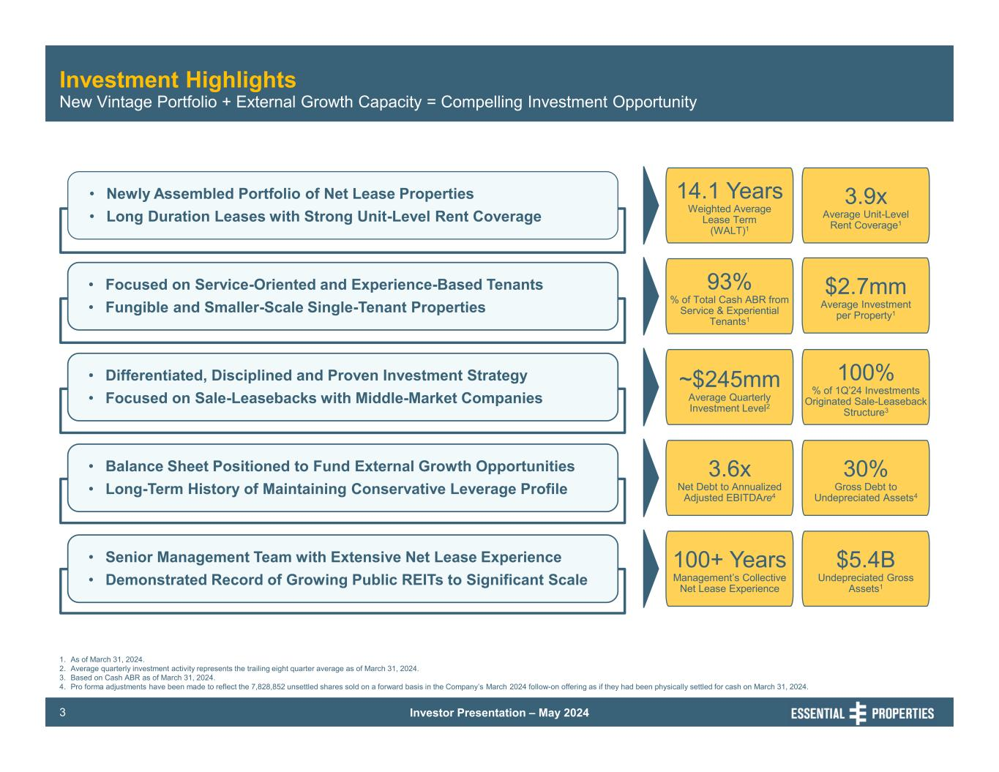 Investment Highlights
New Vintage Portfolio + External Growth Capacity = Compelling Investment Opportunity
• Newly Assembled Portfolio of Net Lease Properties
• Long Duration Leases with Strong Unit-Level Rent Coverage
14.1 Years
Weighted Average
Lease Term
(WALT)¹
3.9x
Average Unit-Level
Rent Coverage¹
• Focused on Service-Oriented and Experience-Based Tenants
• Fungible and Smaller-Scale Single-Tenant Properties
93%
% of Total Cash ABR from
Service & Experiential
Tenants¹
$2.7mm
Average Investment
per Property¹
• Differentiated, Disciplined and Proven Investment Strategy
• Focused on Sale-Leasebacks with Middle-Market Companies
~$245mm
Average Quarterly
Investment Level²
100%
% of 1Q’24 Investments
Originated Sale-Leaseback
Structure³
• Balance Sheet Positioned to Fund External Growth Opportunities
• Long-Term History of Maintaining Conservative Leverage Profile
3.6x
Net Debt to Annualized
Adjusted EBITDAre⁴
30%
Gross Debt to
Undepreciated Assets⁴
• Senior Management Team with Extensive Net Lease Experience
• Demonstrated Record of Growing Public REITs to Significant Scale
100+ Years
Management’s Collective
Net Lease Experience
$5.4B
Undepreciated Gross
Assets¹
1. As of March 31, 2024.
2. Average quarterly investment activity represents the trailing eight quarter average as of March 31, 2024.
3. Based on Cash ABR as of March 31, 2024.
4. Pro forma adjustments have been made to reflect the 7,828,852 unsettled shares sold on a forward basis in the Company’s March 2024 follow-on offering as if they had been physically settled for cash on March 31, 2024.
3
Investor Presentation – May 2024
ESSENTIAL PROPERTIES